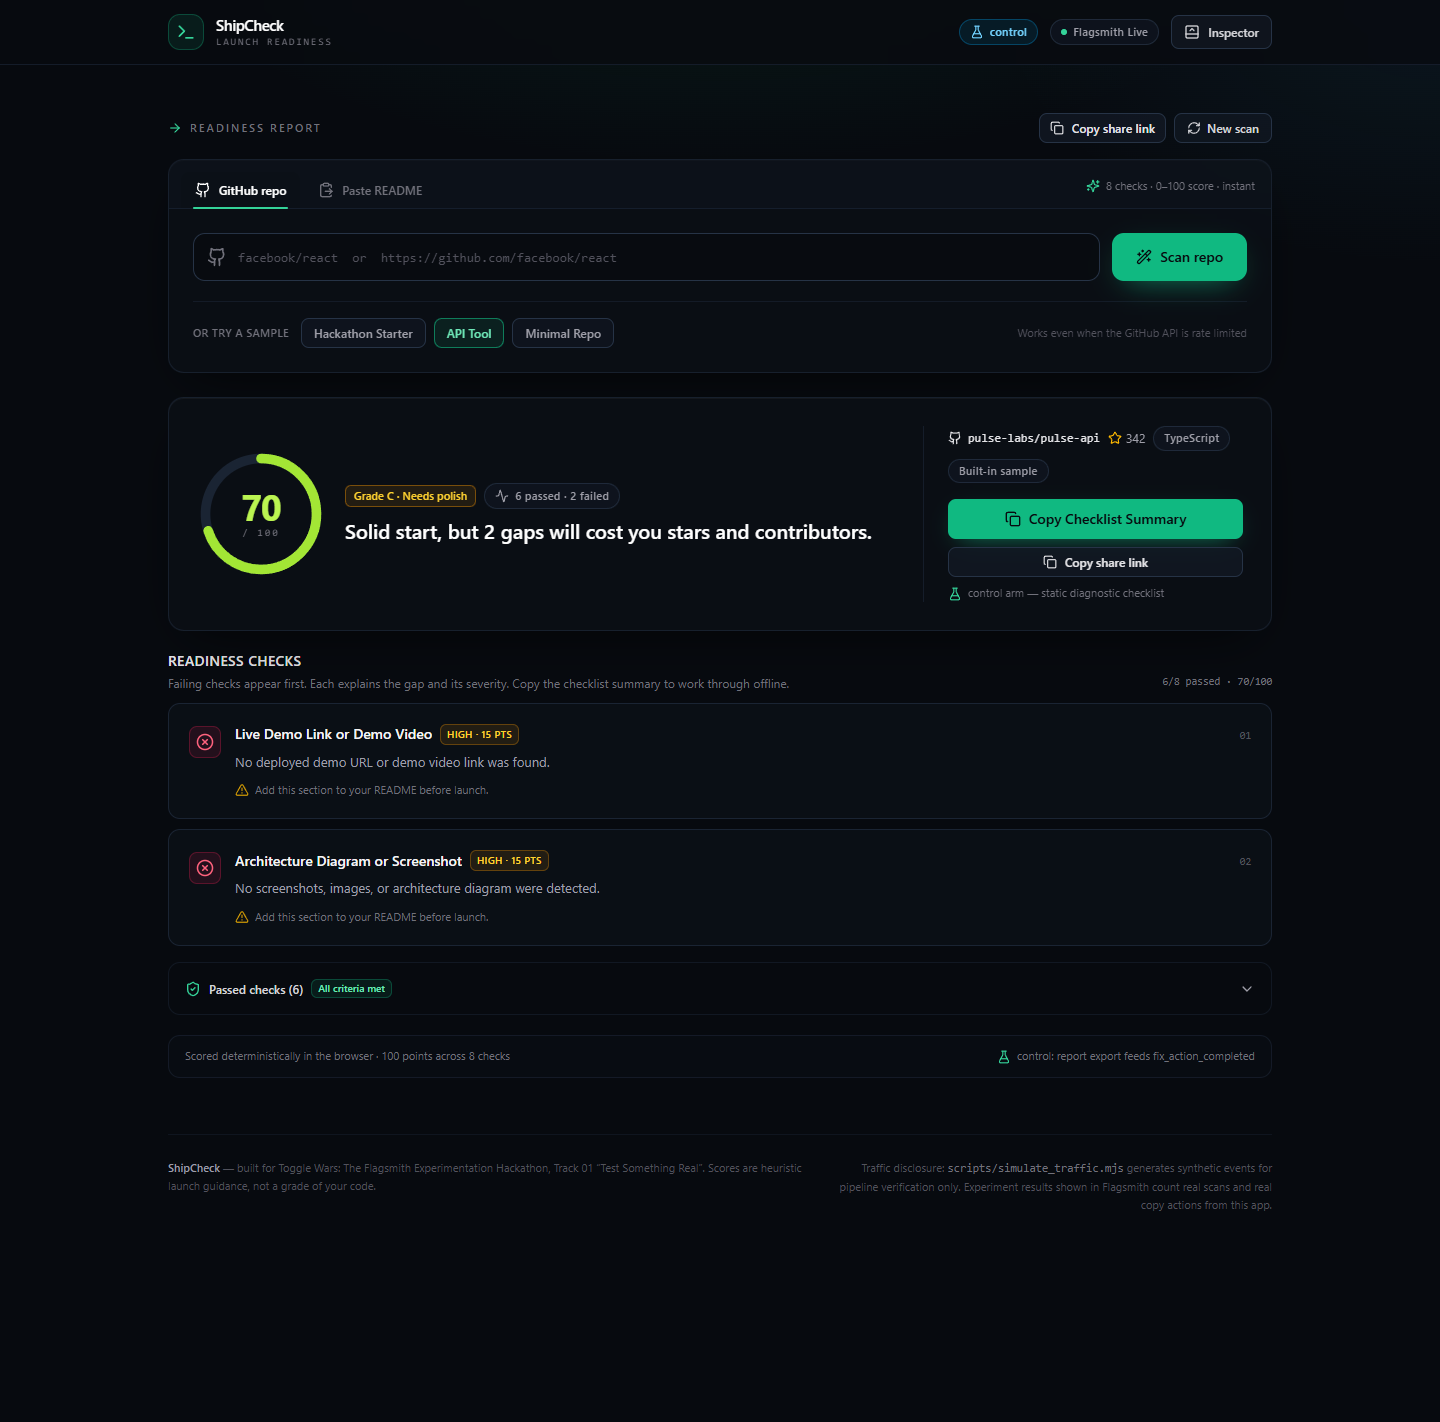 ShipCheck
LAUNCH READINESS
control
Flagsmith Live
Inspector
READINESS REPORT
Copy share link
New scan
GitHub repo
Paste README
8 checks · 0–100 score · instant
facebook/react or https://github.com/facebook/react
Scan repo
OR TRY A SAMPLE
Hackathon Starter
API Tool
Minimal Repo
Works even when the GitHub API is rate limited
70
/ 100
Grade C · Needs polish
6 passed · 2 failed
Solid start, but 2 gaps will cost you stars and contributors.
pulse-labs/pulse-api
342
TypeScript
Built-in sample
Copy Checklist Summary
Copy share link
control arm — static diagnostic checklist
READINESS CHECKS
Failing checks appear first. Each explains the gap and its severity. Copy the checklist summary to work through offline.
6/8 passed · 70/100
Live Demo Link or Demo Video
HIGH · 15 PTS
01
No deployed demo URL or demo video link was found.
Add this section to your README before launch.
Architecture Diagram or Screenshot
HIGH · 15 PTS
02
No screenshots, images, or architecture diagram were detected.
Add this section to your README before launch.
Passed checks (6)
All criteria met
Scored deterministically in the browser · 100 points across 8 checks
control: report export feeds fix_action_completed
ShipCheck — built for Toggle Wars: The Flagsmith Experimentation Hackathon, Track 01 "Test Something Real". Scores are heuristic
launch guidance, not a grade of your code.
Traffic disclosure: scripts/simulate_traffic.mjs generates synthetic events for
pipeline verification only. Experiment results shown in Flagsmith count real scans and real
copy actions from this app.